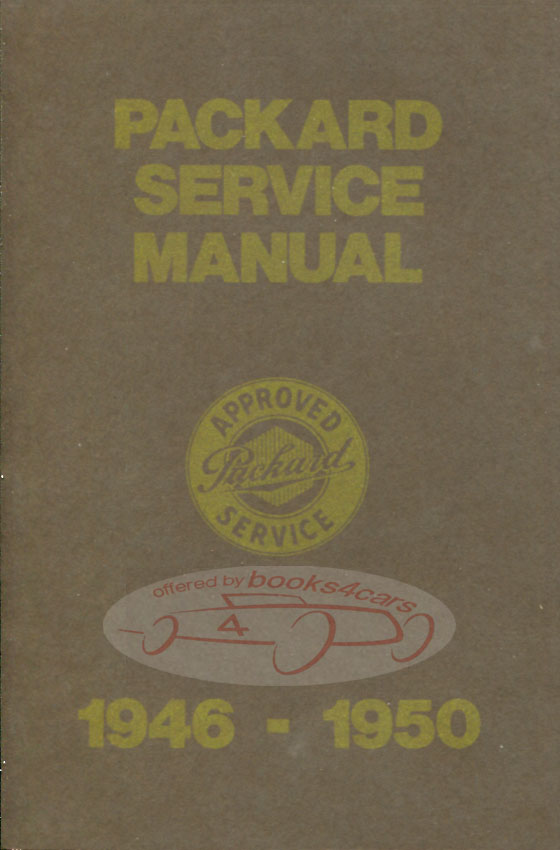 PACKARD
SERVICE
MANUAL
APPROVED
Packard
SERVICE
offered by books4cars
4
1946 - 1950